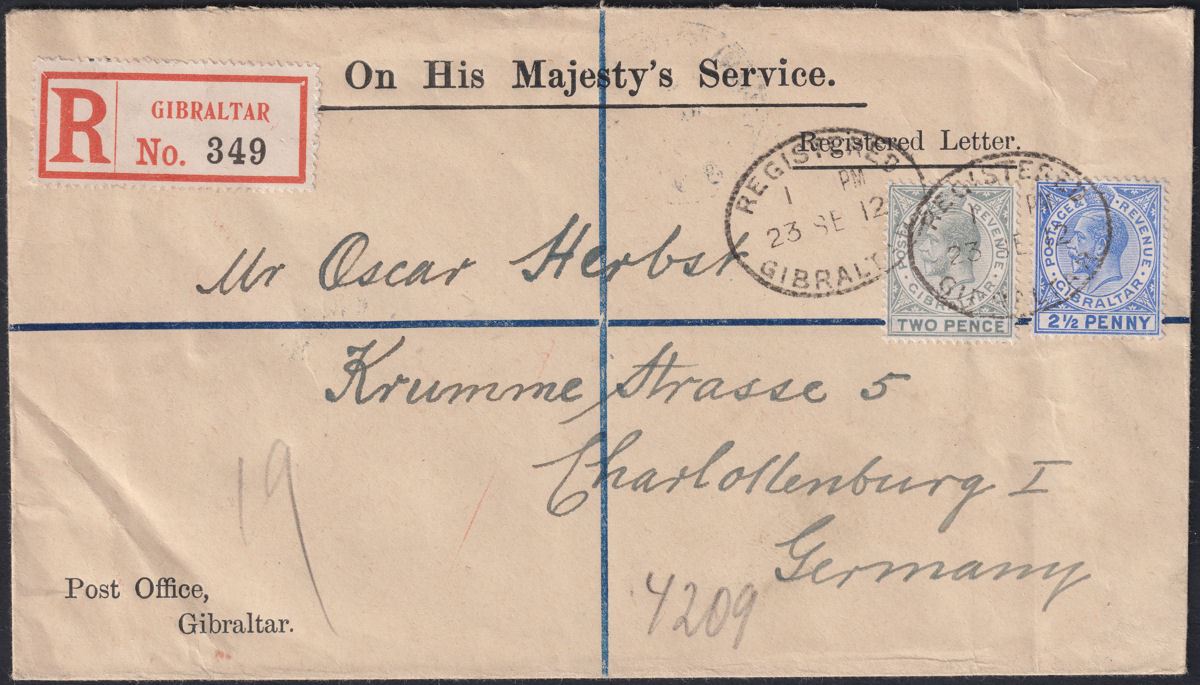 On His Majesty's Service.
R
GIBRALTAR
No. 349
Registered Letter.
REGISTERED
1 PM
23 SE 12
GIBRALTAR
REGISTERED
POSTAGE & REVENUE
GIBRALTAR
TWO PENCE
POSTAGE & REVENUE
GIBRALTAR
2½ PENNY
Mr Oscar Herbst
Krumme Strasse 5
Charlottenburg I
Germany
19
4209
Post Office,
Gibraltar.